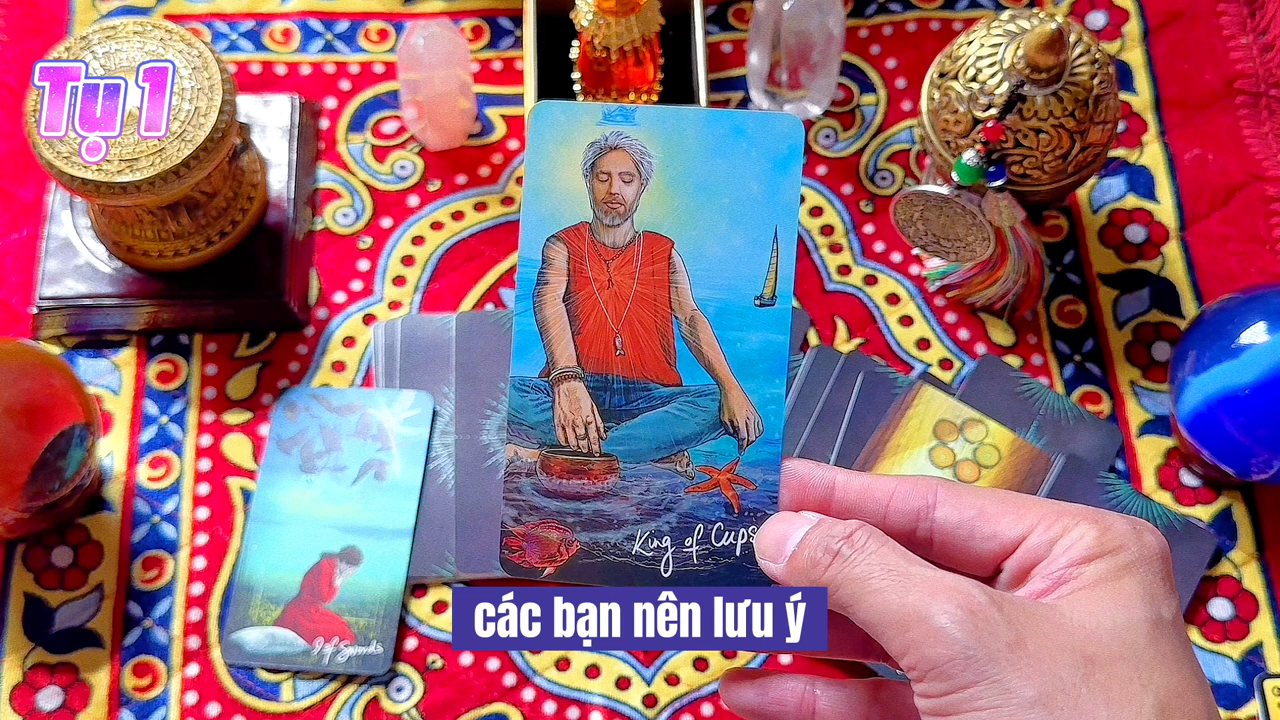 Tụ 1
King of Cups
9 of Swords
các bạn nên lưu ý